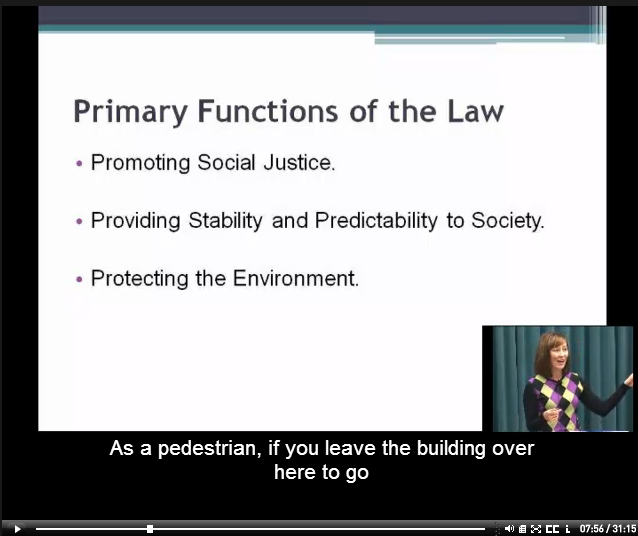 Primary Functions of the Law
• Promoting Social Justice.
• Providing Stability and Predictability to Society.
• Protecting the Environment.
As a pedestrian, if you leave the building over
here to go
CC i 07:56 / 31:15